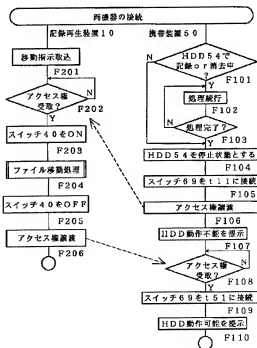 両機器の接続
記録再生装置10
携帯装置50
移動指示取込
F201
アクセス権
受取?
N
Y
F202
スイッチ40をON
F203
ファイル移動処理
F204
スイッチ40をOFF
F205
アクセス権譲渡
F206
HDD54で
記録or消去中
?
N
Y
F101
処理続行
F102
処理完了?
N
Y
F103
HDD54を停止状態とする
F104
スイッチ69をt11に接続
F105
アクセス権譲渡
F106
HDD動作不能を提示
F107
アクセス権
受取?
N
Y
F108
スイッチ69をt51に接続
F109
HDD動作可能を提示
F110